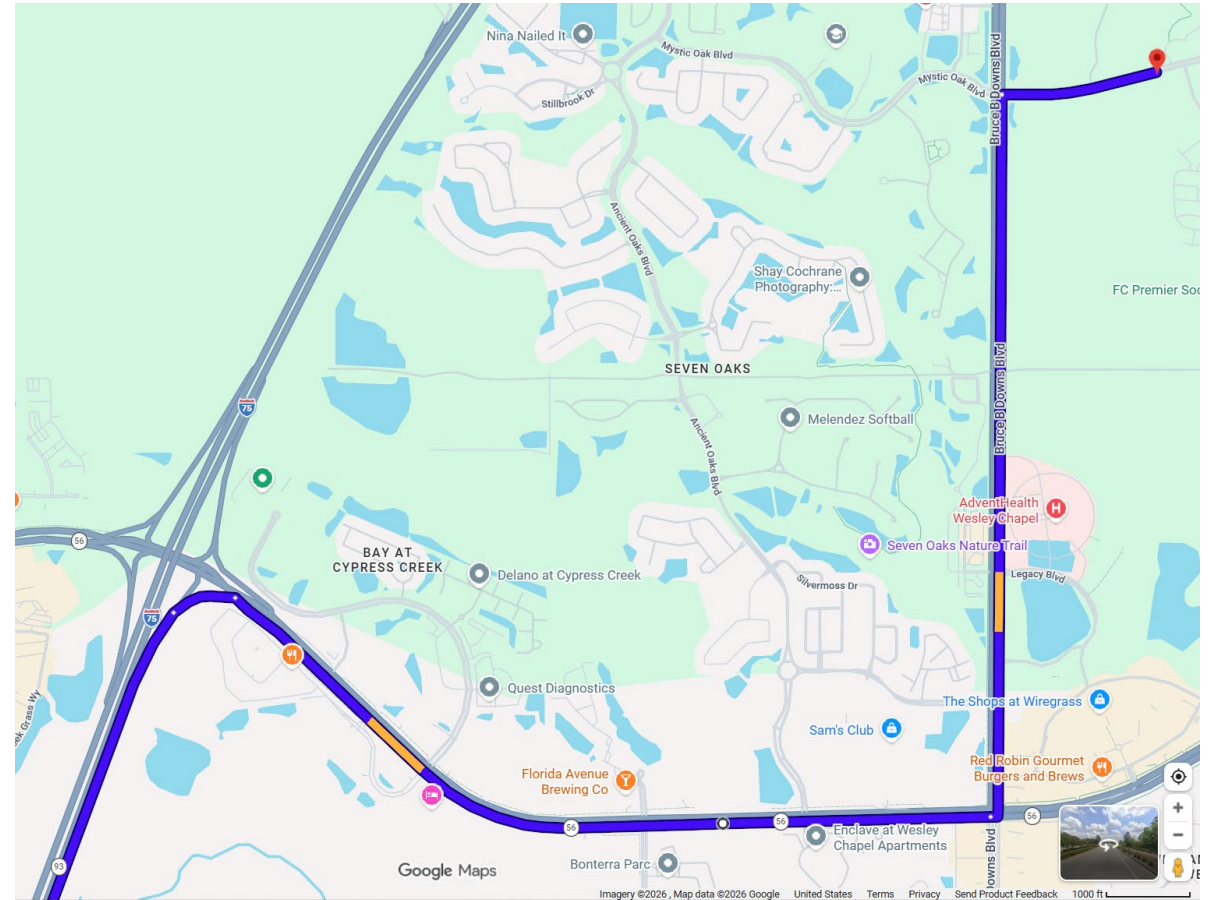 Nina Nailed It
Mystic Oak Blvd
Stillbrook Dr
Mystic Oak Blvd
Bruce B Downs Blvd
Ancient Oaks Blvd
Shay Cochrane
Photography:...
FC Premier Soc
SEVEN OAKS
Bruce B Downs Blvd
75
Melendez Softball
Ancient Oaks Blvd
AdventHealth
Wesley Chapel
H
56
BAY AT
CYPRESS CREEK
Seven Oaks Nature Trail
Delano at Cypress Creek
Legacy Blvd
Silvermoss Dr
75
Quest Diagnostics
ek Grass Wy
The Shops at Wiregrass
Sam's Club
Florida Avenue
Brewing Co
Red Robin Gourmet
Burgers and Brews
56
56
56
Enclave at Wesley
Chapel Apartments
Downs Blvd
93
Google Maps
Bonterra Parc
Imagery ©2026 , Map data ©2026 Google United States Terms Privacy Send Product Feedback 1000 ft